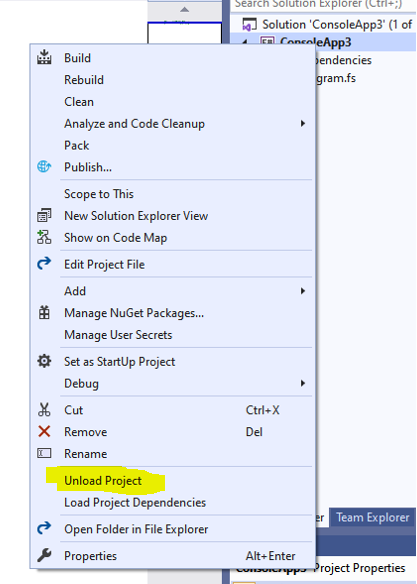 Search Solution Explorer (Ctrl+;)
Solution 'ConsoleApp3' (1 of
ConsoleApp3
endencies
gram.fs
Build
Rebuild
Clean
Analyze and Code Cleanup
Pack
Publish...
Scope to This
New Solution Explorer View
Show on Code Map
Edit Project File
Add
Manage NuGet Packages...
Manage User Secrets
Set as StartUp Project
Debug
Cut Ctrl+X
Remove Del
Rename
Unload Project
Load Project Dependencies
Open Folder in File Explorer
Properties Alt+Enter
er Team Explorer
ConsoleApp3 Project Properties